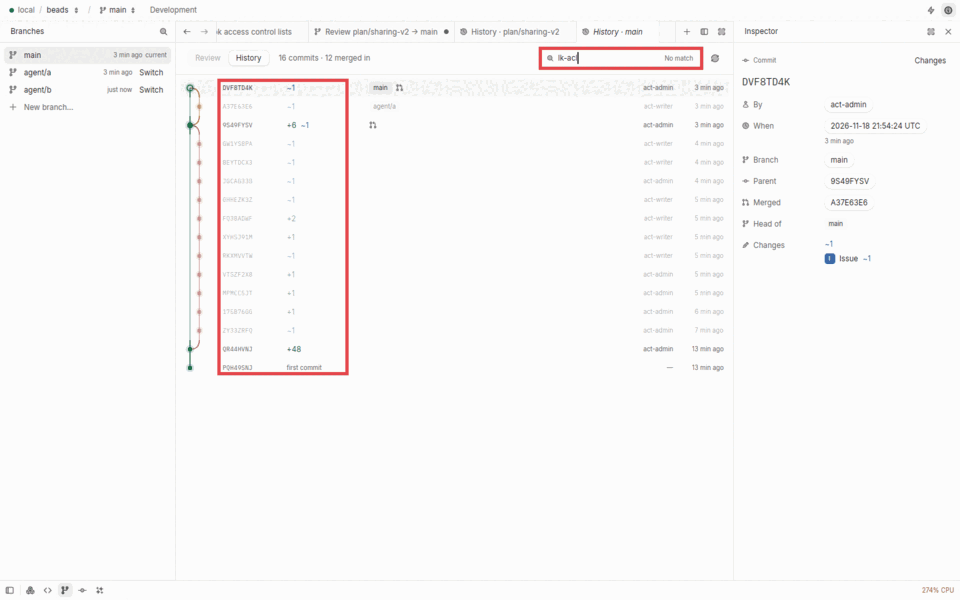 local / beads / main Development
Branches
main 3 min ago current
agent/a 3 min ago Switch
agent/b just now Switch
New branch...
k access control lists
Review plan/sharing-v2 → main
History · plan/sharing-v2
History · main
Review History 16 commits · 12 merged in
lk-acl No match
DVF8TD4K ~1 main act-admin 3 min ago
A37E63E6 ~1 agent/a act-writer 3 min ago
9S49FYSV +6 ~1 act-admin 3 min ago
~1 act-writer 4 min ago
~1 act-writer 4 min ago
~1 act-admin 4 min ago
~1 act-writer 5 min ago
+2 act-writer 5 min ago
+1 act-writer 5 min ago
~1 act-writer 5 min ago
+1 act-admin 5 min ago
+1 act-admin 5 min ago
+1 act-admin 6 min ago
~1 act-admin 7 min ago
QR44HVNJ +48 act-admin 13 min ago
PQH49SNJ first commit — 13 min ago
Inspector
Commit Changes
DVF8TD4K
By act-admin
When 2026-11-18 21:54:24 UTC
3 min ago
Branch main
Parent 9S49FYSV
Merged A37E63E6
Head of main
Changes ~1
I Issue ~1
274% CPU